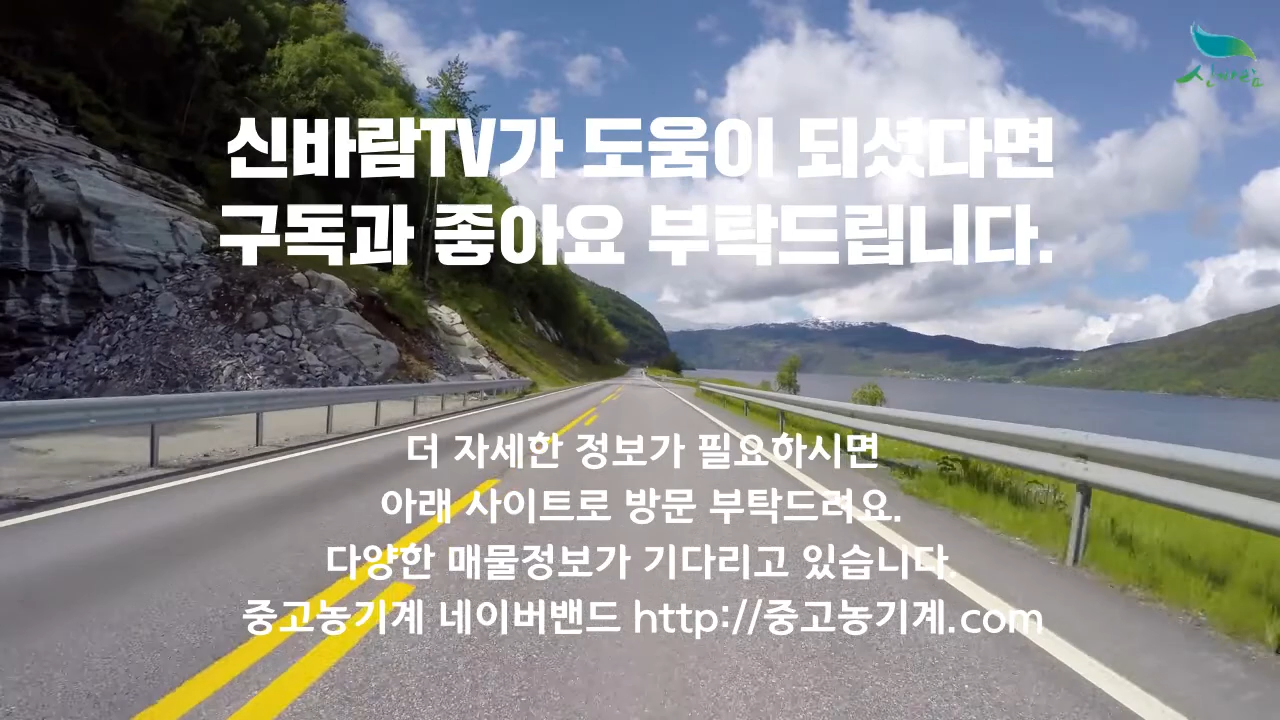 신바람
신바람TV가 도움이 되셨다면
구독과 좋아요 부탁드립니다.
더 자세한 정보가 필요하시면
아래 사이트로 방문 부탁드려요.
다양한 매물정보가 기다리고 있습니다.
중고농기계 네이버밴드 http://중고농기계.com